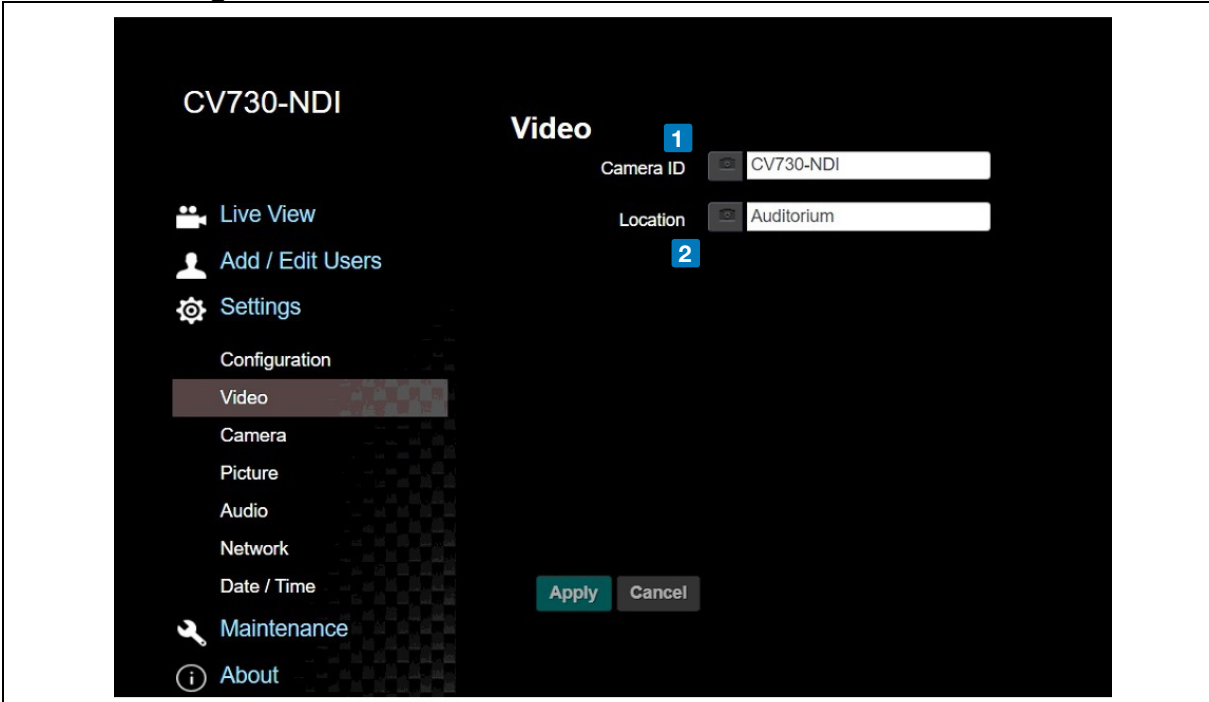 CV730-NDI
Video
1
Camera ID CV730-NDI
Location Auditorium
2
Live View
Add / Edit Users
Settings
Configuration
Video
Camera
Picture
Audio
Network
Date / Time
Maintenance
About
Apply Cancel